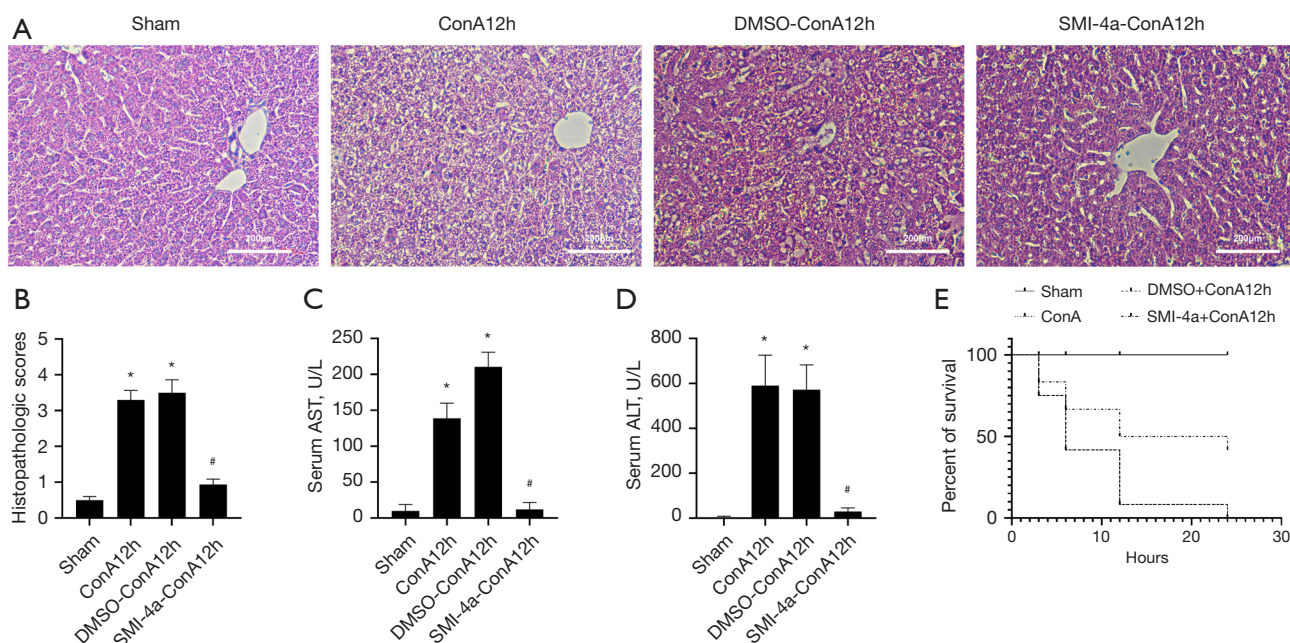 A
Sham
ConA12h
DMSO-ConA12h
SMI-4a-ConA12h
200μm
200μm
200μm
200μm
B
Histopathologic scores
5
4
3
2
1
0
*
*
#
Sham
ConA12h
DMSO-ConA12h
SMI-4a-ConA12h
C
Serum AST, U/L
250
200
150
100
50
0
*
*
#
Sham
ConA12h
DMSO-ConA12h
SMI-4a-ConA12h
D
Serum ALT, U/L
800
600
400
200
0
*
*
#
Sham
ConA12h
DMSO-ConA12h
SMI-4a-ConA12h
E
Sham
DMSO+ConA12h
ConA
SMI-4a+ConA12h
Percent of survival
100
50
0
0
10
20
30
Hours